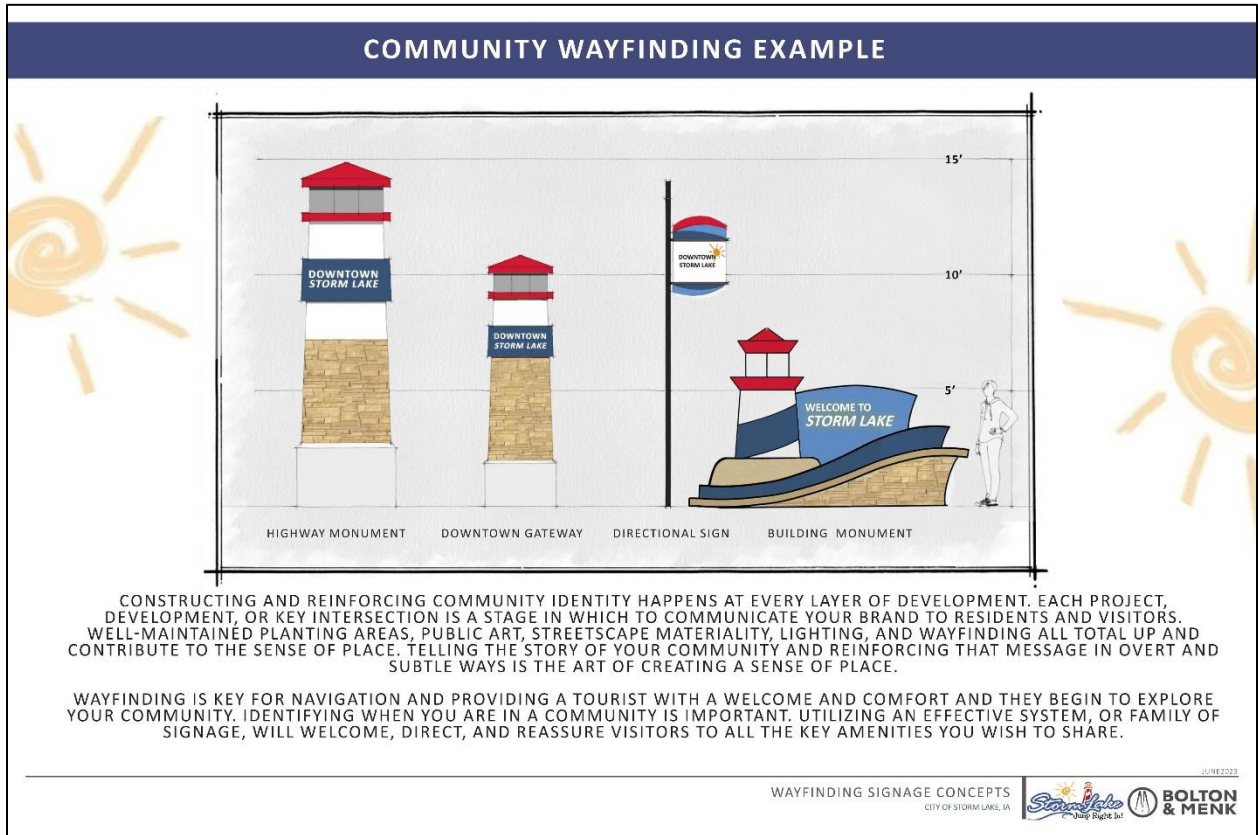 COMMUNITY WAYFINDING EXAMPLE
15'
DOWNTOWN
STORM LAKE
DOWNTOWN
STORM LAKE
10'
DOWNTOWN
STORM LAKE
5'
WELCOME TO
STORM LAKE
HIGHWAY MONUMENT
DOWNTOWN GATEWAY
DIRECTIONAL SIGN
BUILDING MONUMENT
CONSTRUCTING AND REINFORCING COMMUNITY IDENTITY HAPPENS AT EVERY LAYER OF DEVELOPMENT. EACH PROJECT,
DEVELOPMENT, OR KEY INTERSECTION IS A STAGE IN WHICH TO COMMUNICATE YOUR BRAND TO RESIDENTS AND VISITORS.
WELL-MAINTAINED PLANTING AREAS, PUBLIC ART, STREETSCAPE MATERIALITY, LIGHTING, AND WAYFINDING ALL TOTAL UP AND
CONTRIBUTE TO THE SENSE OF PLACE. TELLING THE STORY OF YOUR COMMUNITY AND REINFORCING THAT MESSAGE IN OVERT AND
SUBTLE WAYS IS THE ART OF CREATING A SENSE OF PLACE.
WAYFINDING IS KEY FOR NAVIGATION AND PROVIDING A TOURIST WITH A WELCOME AND COMFORT AND THEY BEGIN TO EXPLORE
YOUR COMMUNITY. IDENTIFYING WHEN YOU ARE IN A COMMUNITY IS IMPORTANT. UTILIZING AN EFFECTIVE SYSTEM, OR FAMILY OF
SIGNAGE, WILL WELCOME, DIRECT, AND REASSURE VISITORS TO ALL THE KEY AMENITIES YOU WISH TO SHARE.
JUNE2023
WAYFINDING SIGNAGE CONCEPTS
CITY OF STORM LAKE, IA
Storm Lake
Jump Right In!
BOLTON
& MENK